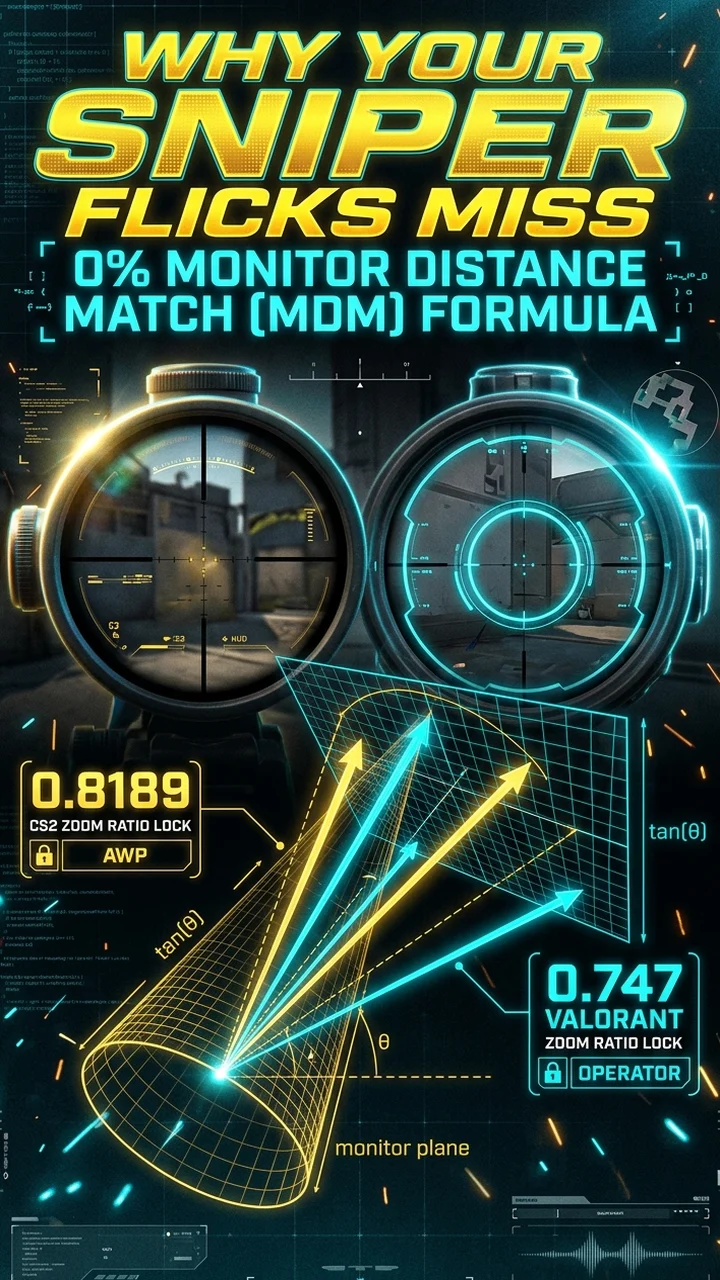 WHY YOUR
SNIPER
FLICKS MISS
0% MONITOR DISTANCE
MATCH (MDM) FORMULA
HUD
0.8189
CS2 ZOOM RATIO LOCK
AWP
tan(θ)
tan(θ)
0.747
VALORANT
ZOOM RATIO LOCK
OPERATOR
θ
monitor plane